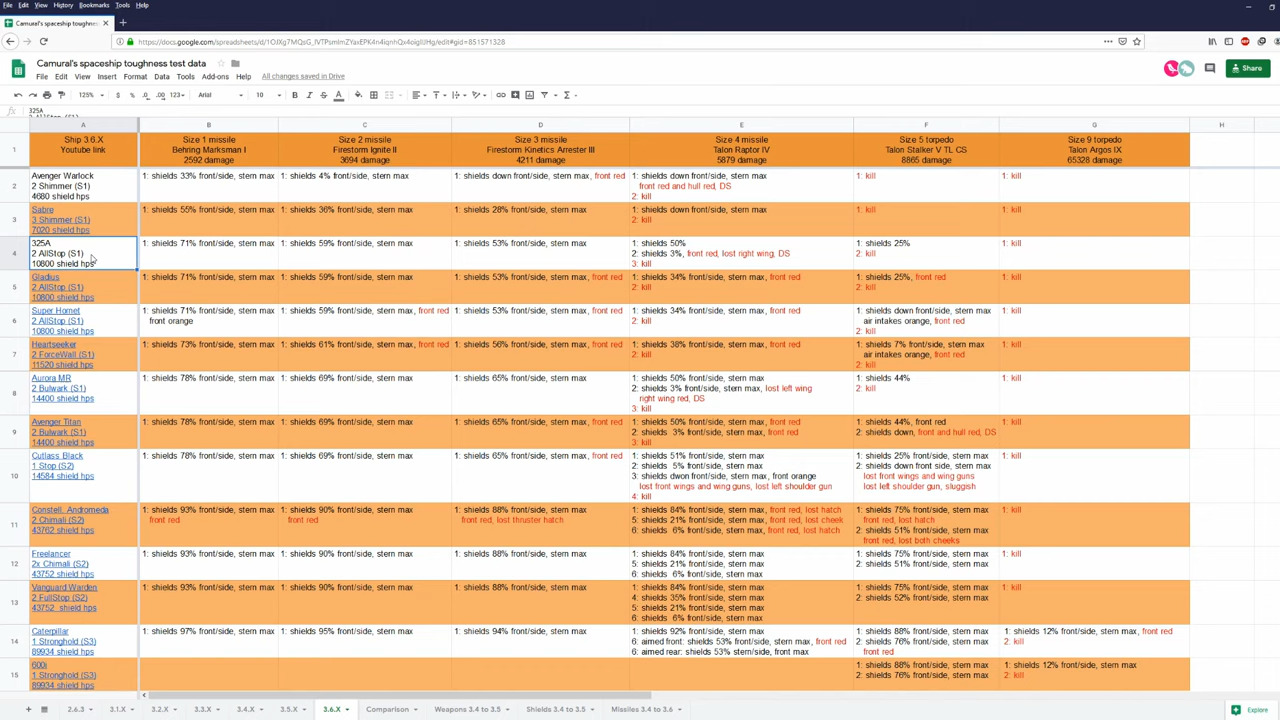 File Edit View History Bookmarks Tools Help
Camural's spaceship toughness
Camural's spaceship toughness test data
File Edit View Insert Format Data Tools Add-ons Help All changes saved in Drive
Share
125% $ % .0 .00 123 Arial 10
325A
A B C D E F G H
1
Ship 3.6.X
Youtube link
Size 1 missile
Behring Marksman I
2592 damage
Size 2 missile
Firestorm Ignite II
3694 damage
Size 3 missile
Firestorm Kinetics Arrester III
4211 damage
Size 4 missile
Talon Raptor IV
5879 damage
Size 5 torpedo
Talon Stalker V TL CS
8865 damage
Size 9 torpedo
Talon Argos IX
65328 damage
2
Avenger Warlock
2 Shimmer (S1)
4680 shield hps
1: shields 33% front/side, stern max
1: shields 4% front/side, stern max
1: shields down front/side, stern max, front red
1: shields down front/side, stern max
front red and hull red, DS
2: kill
1: kill
1: kill
3
Sabre
3 Shimmer (S1)
7020 shield hps
1: shields 55% front/side, stern max
1: shields 36% front/side, stern max
1: shields 28% front/side, stern max
1: shields down front/side, stern max
2: kill
1: kill
1: kill
4
325A
2 AllStop (S1)
10800 shield hps
1: shields 71% front/side, stern max
1: shields 59% front/side, stern max
1: shields 53% front/side, stern max
1: shields 50%
2: shields 3%, front red, lost right wing, DS
3: kill
1: shields 25%
2: kill
1: kill
5
Gladius
2 AllStop (S1)
10800 shield hps
1: shields 71% front/side, stern max
1: shields 59% front/side, stern max
1: shields 53% front/side, stern max, front red
1: shields 34% front/side, stern max, front red
2: kill
1: shields 25%, front red
2: kill
1: kill
6
Super Hornet
2 AllStop (S1)
10800 shield hps
1: shields 71% front/side, stern max
front orange
1: shields 59% front/side, stern max, front red
1: shields 53% front/side, stern max, front red
1: shields 34% front/side, stern max, front red
2: kill
1: shields down front/side, stern max
air intakes orange, front red
2: kill
1: kill
7
Heartseeker
2 ForceWall (S1)
11520 shield hps
1: shields 73% front/side, stern max
1: shields 61% front/side, stern max, front red
1: shields 56% front/side, stern max, front red
1: shields 38% front/side, stern max, front red
2: kill
1: shields 7% front/side, stern max
air intakes orange, front red
2: kill
1: kill
8
Aurora MR
2 Bulwark (S1)
14400 shield hps
1: shields 78% front/side, stern max
1: shields 69% front/side, stern max
1: shields 65% front/side, stern max
1: shields 50% front/side, stern max
2: shields 3% front/side, stern max, lost left wing
right wing red, DS
3: kill
1: shields 44%
1: kill
9
Avenger Titan
2 Bulwark (S1)
14400 shield hps
1: shields 78% front/side, stern max
1: shields 69% front/side, stern max
1: shields 65% front/side, stern max, front red
1: shields 50% front/side, stern max, front red
2: shields 3% front/side, stern max, front red
3: kill
1: shields 44%, front red
2: shields down, front and hull red, DS
1: kill
10
Cutlass Black
1 Stop (S2)
14584 shield hps
1: shields 78% front/side, stern max
1: shields 69% front/side, stern max
1: shields 65% front/side, stern max, front red
1: shields 51% front/side, stern max
2: shields 5% front/side, stern max
3: shields dwon front/side, stern max, front orange
lost front wings and wing guns, lost left shoulder gun
4: kill
1: shields 25% front/side, stern max
2: shields down front side, stern max
lost front wings and wing guns
lost left shoulder gun, sluggish
1: kill
11
Constell. Andromeda
2 Chimali (S2)
43762 shield hps
1: shields 93% front/side, stern max
front red
1: shields 90% front/side, stern max
front red
1: shields 88% front/side, stern max
front red, lost thruster hatch
1: shields 84% front/side, stern max, front red, lost hatch
5: shields 21% front/side, stern max, front red, lost cheek
6: shields 6% front/side, stern max, front red, lost hatch
1: shields 75% front/side, stern max
front red, lost hatch
2: shields 51% front/side, stern max
front red, lost both cheeks
1: kill
12
Freelancer
2x Chimali (S2)
43752 shield hps
1: shields 93% front/side, stern max
1: shields 90% front/side, stern max
1: shields 88% front/side, stern max
1: shields 84% front/side, stern max
5: shields 21% front/side, stern max
6: shields 6% front/side, stern max
1: shields 75% front/side, stern max
2: shields 51% front/side, stern max
1: kill
13
Vanguard Warden
2 FullStop (S2)
43752 shield hps
1: shields 84% front/side, stern max
4: shields 35% front/side, stern max
5: shields 21% front/side, stern max
6: shields 6% front/side, stern max
1: shields 75% front/side, stern max
2: shields 52% front/side, stern max
1: kill
14
Caterpillar
1 Stronghold (S3)
89934 shield hps
1: shields 97% front/side, stern max
1: shields 95% front/side, stern max
1: shields 94% front/side, stern max
1: shields 92% front/side, stern max
6: aimed front: shields 53% front/side, stern max, front red
6: aimed rear: shields 53% stern/side, front max
1: shields 88% front/side, stern max
2: shields 76% front/side, stern max
front red
1: shields 12% front/side, stern max, front red
2: kill
15
600i
1 Stronghold (S3)
89934 shield hps
1: shields 88% front/side, stern max
2: shields 76% front/side, stern max
1: shields 12% front/side, stern max
2: kill
2.6.3 3.1.X 3.2.X 3.3.X 3.4.X 3.5.X 3.6.X Comparison Weapons 3.4 to 3.5 Shields 3.4 to 3.5 Missiles 3.4 to 3.6 Explore